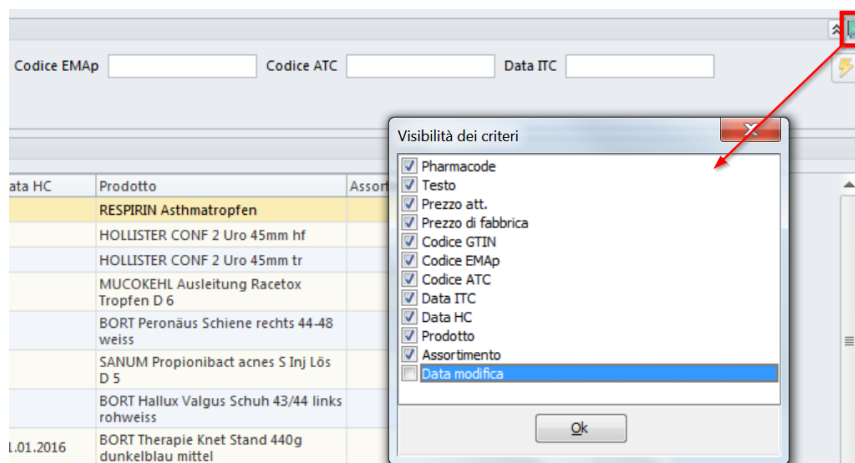 Codice EMAp Codice ATC Data ITC
Visibilità dei criteri
Pharmacode
Testo
Prezzo att.
Prezzo di fabbrica
Codice GTIN
Codice EMAp
Codice ATC
Data ITC
Data HC
Prodotto
Assortimento
Data modifica
Ok
ata HC Prodotto Assort
RESPIRIN Asthmatropfen
HOLLISTER CONF 2 Uro 45mm hf
HOLLISTER CONF 2 Uro 45mm tr
MUCOKEHL Ausleitung Racetox
Tropfen D 6
BORT Peronäus Schiene rechts 44-48
weiss
SANUM Propionibact acnes S Inj Lös
D 5
BORT Hallux Valgus Schuh 43/44 links
rohweiss
1.01.2016 BORT Therapie Knet Stand 440g
dunkelblau mittel